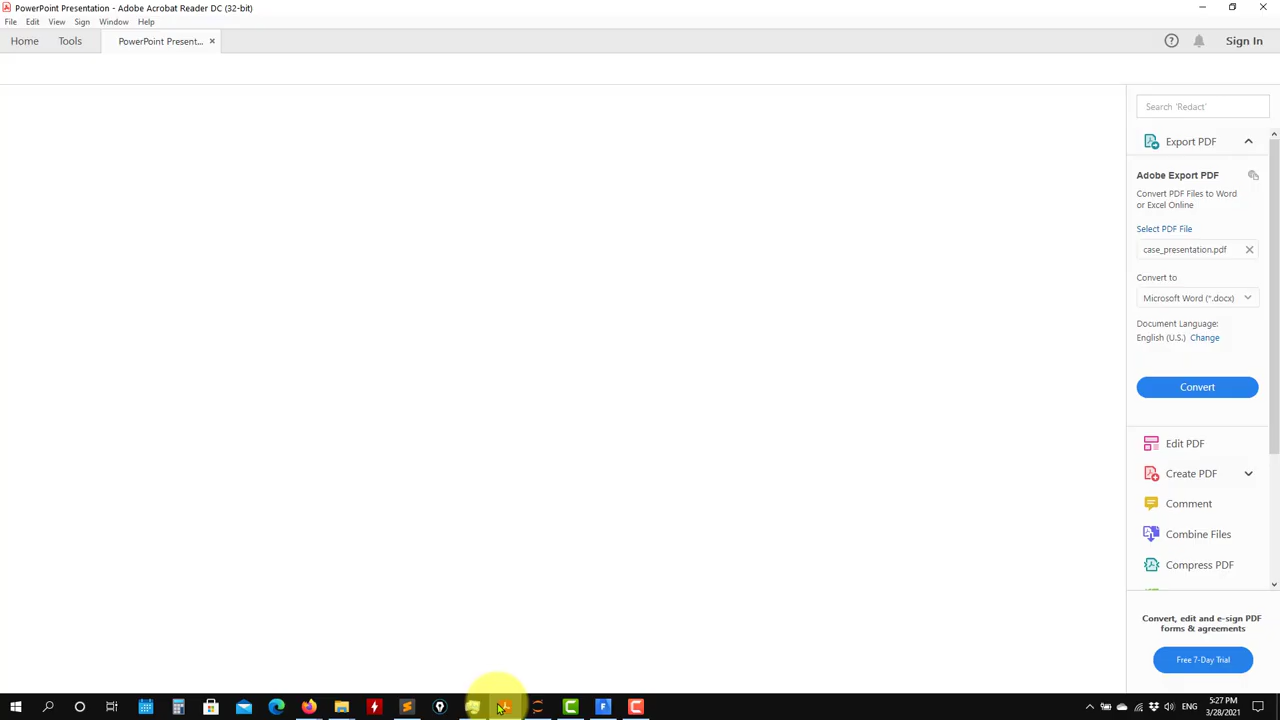 PowerPoint Presentation - Adobe Acrobat Reader DC (32-bit)
File Edit View Sign Window Help
Home Tools PowerPoint Present... × Sign In
Search 'Redact'
Export PDF
Adobe Export PDF
Convert PDF Files to Word
or Excel Online
Select PDF File
case_presentation.pdf
Convert to
Microsoft Word (*.docx)
Document Language:
English (U.S.) Change
Convert
Edit PDF
Create PDF
Comment
Combine Files
Compress PDF
Convert, edit and e-sign PDF
forms & agreements
Free 7-Day Trial
5:27 PM
3/28/2021